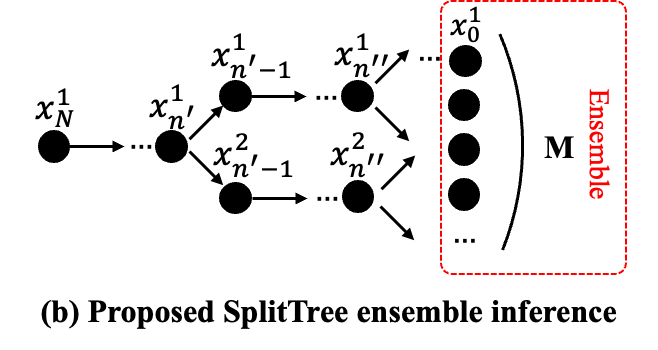 x_N^1
...
x_{n'}^1
x_{n'-1}^1
...
x_{n''}^1
x_{n'-1}^2
...
x_{n''}^2
...
x_0^1
...
M
Ensemble
(b) Proposed SplitTree ensemble inference